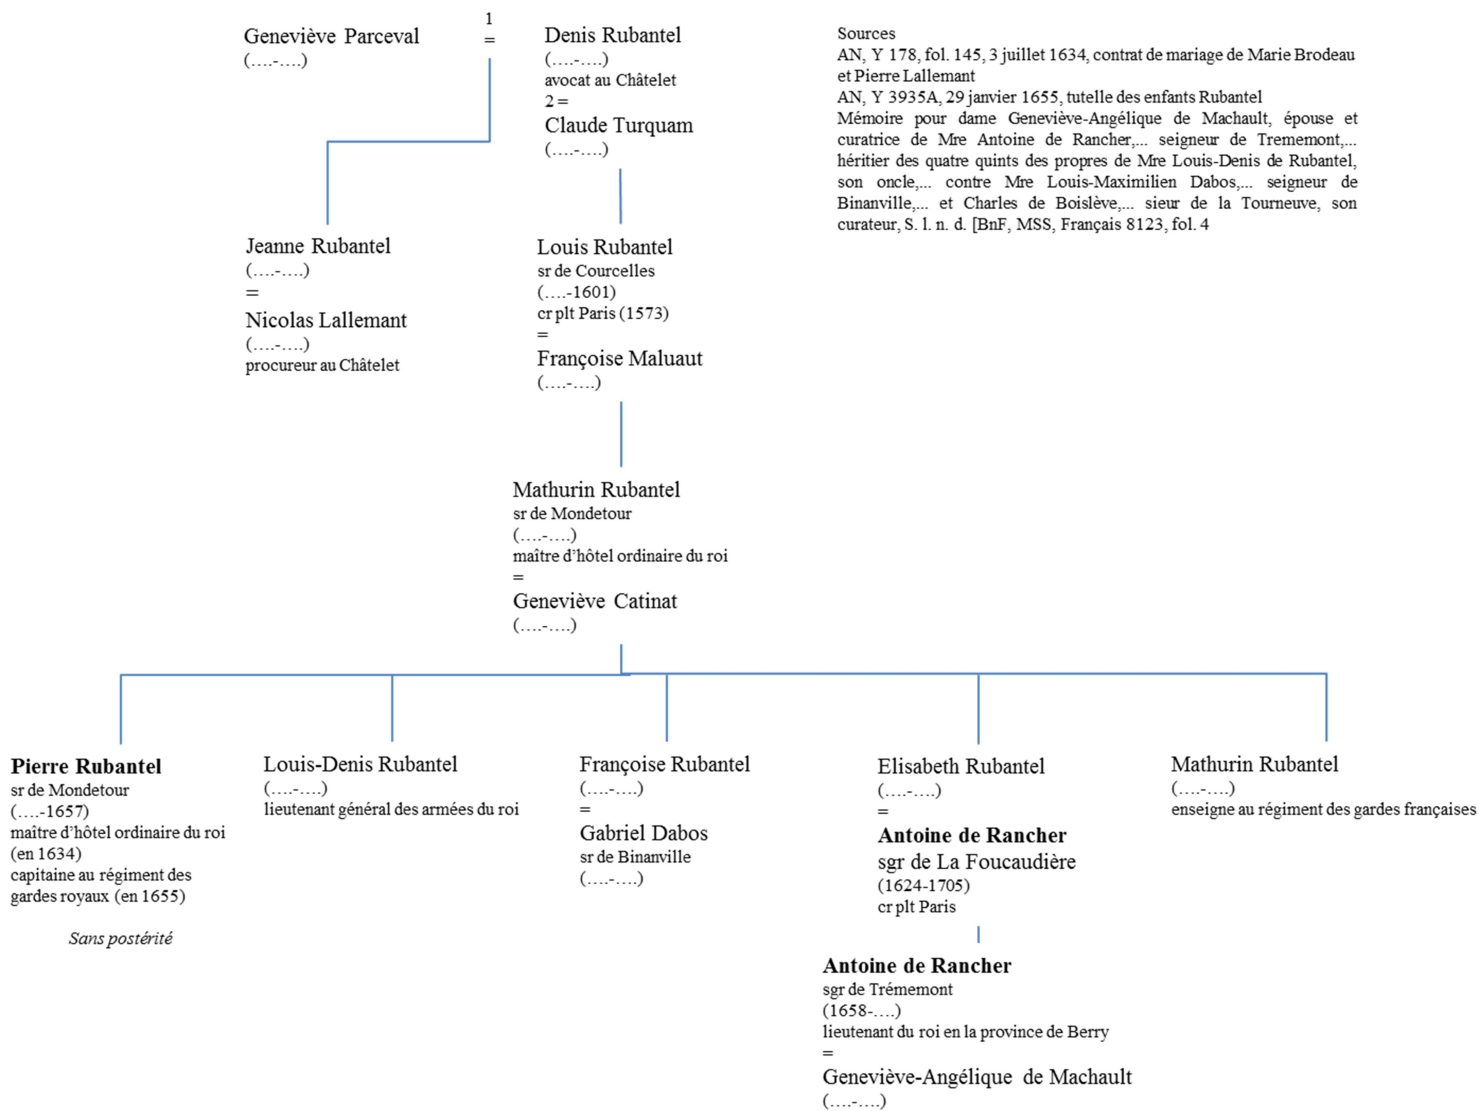 Geneviève Parceval
(....-....)
1
=
Denis Rubantel
(....-....)
avocat au Châtelet
2 =
Claude Turquam
(....-....)
Sources
AN, Y 178, fol. 145, 3 juillet 1634, contrat de mariage de Marie Brodeau
et Pierre Lallemant
AN, Y 3935A, 29 janvier 1655, tutelle des enfants Rubantel
Mémoire pour dame Geneviève-Angélique de Machault, épouse et
curatrice de Mre Antoine de Rancher,... seigneur de Trememont,...
héritier des quatre quints des propres de Mre Louis-Denis de Rubantel,
son oncle,... contre Mre Louis-Maximilien Dabos,... seigneur de
Binanville,... et Charles de Boislève,... sieur de la Tourneuve, son
curateur, S. l. n. d. [BnF, MSS, Français 8123, fol. 4
Jeanne Rubantel
(....-....)
=
Nicolas Lallemant
(....-....)
procureur au Châtelet
Louis Rubantel
sr de Courcelles
(....-1601)
cr plt Paris (1573)
=
Françoise Maluaut
(....-....)
Mathurin Rubantel
sr de Mondetour
(....-....)
maître d’hôtel ordinaire du roi
=
Geneviève Catinat
(....-....)
Pierre Rubantel
sr de Mondetour
(....-1657)
maître d’hôtel ordinaire du roi
(en 1634)
capitaine au régiment des
gardes royaux (en 1655)
Sans postérité
Louis-Denis Rubantel
(....-....)
lieutenant général des armées du roi
Françoise Rubantel
(....-....)
=
Gabriel Dabos
sr de Binanville
(....-....)
Elisabeth Rubantel
(....-....)
=
Antoine de Rancher
sgr de La Foucaudière
(1624-1705)
cr plt Paris
Antoine de Rancher
sgr de Trémemont
(1658-....)
lieutenant du roi en la province de Berry
=
Geneviève-Angélique de Machault
(....-....)
Mathurin Rubantel
(....-....)
enseigne au régiment des gardes françaises